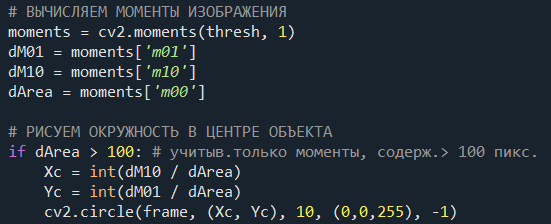 # ВЫЧИСЛЯЕМ МОМЕНТЫ ИЗОБРАЖЕНИЯ
moments = cv2.moments(thresh, 1)
dM01 = moments['m01']
dM10 = moments['m10']
dArea = moments['m00']
# РИСУЕМ ОКРУЖНОСТЬ В ЦЕНТРЕ ОБЪЕКТА
if dArea > 100: # учитыв.только моменты, содерж.> 100 пикс.
    Xc = int(dM10 / dArea)
    Yc = int(dM01 / dArea)
    cv2.circle(frame, (Xc, Yc), 10, (0,0,255), -1)